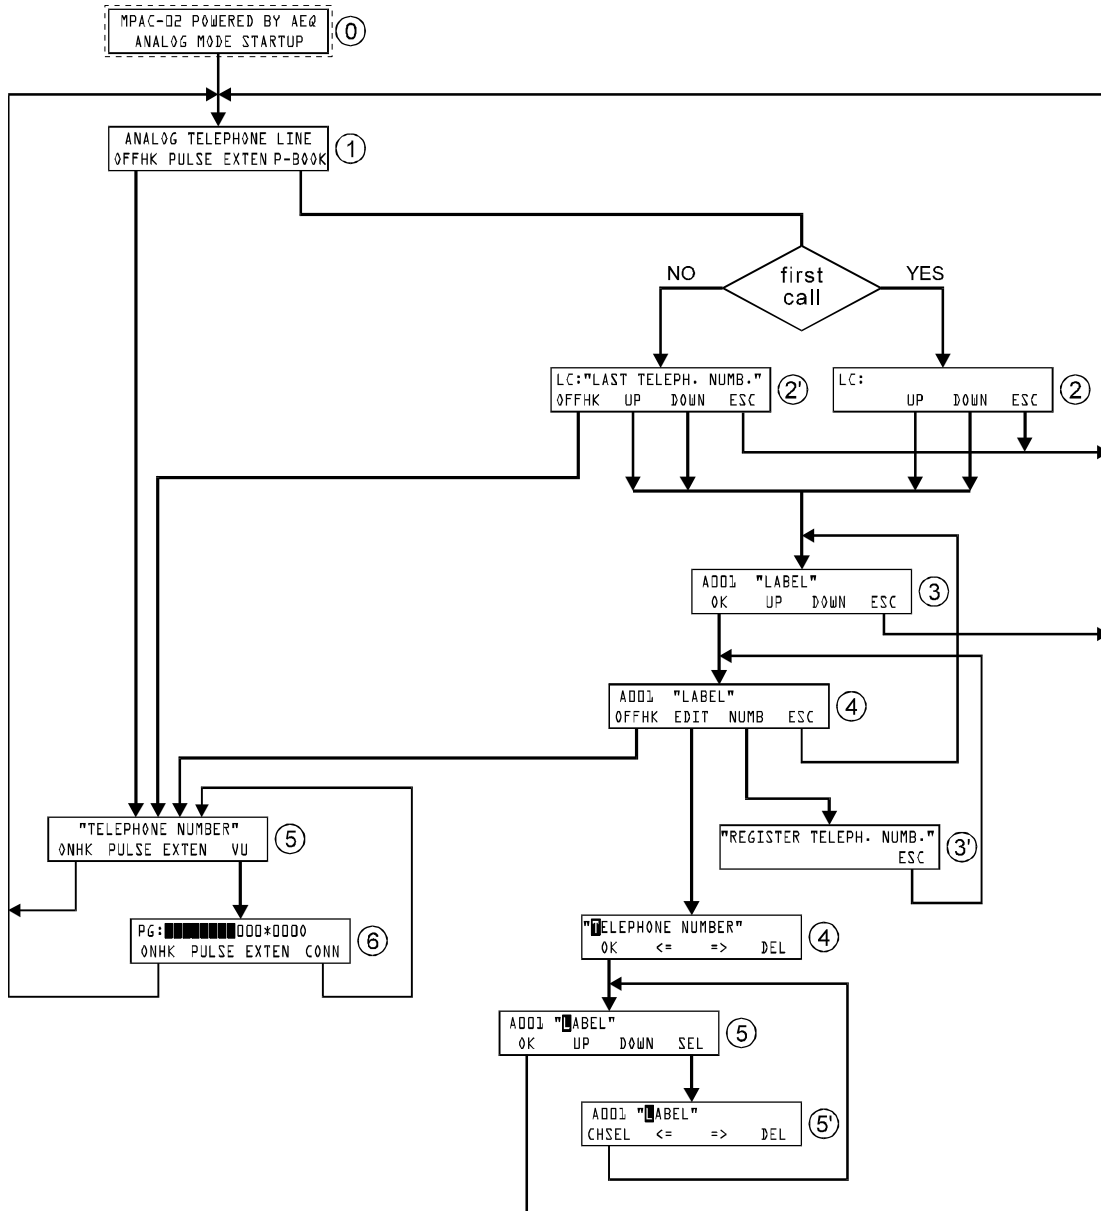 MPAC-02 POWERED BY AEQ
ANALOG MODE STARTUP
0
ANALOG TELEPHONE LINE
OFFHK PULSE EXTEN P-BOOK
1
first
call
NO
YES
LC:"LAST TELEPH. NUMB."
OFFHK UP DOWN ESC
2'
LC:
UP DOWN ESC
2
A001 "LABEL"
OK UP DOWN ESC
3
A001 "LABEL"
OFFHK EDIT NUMB ESC
4
"TELEPHONE NUMBER"
ONHK PULSE EXTEN VU
5
"REGISTER TELEPH. NUMB."
ESC
3'
PG:████████000*0000
ONHK PULSE EXTEN CONN
6
"TELEPHONE NUMBER"
OK <= => DEL
4
A001 "LABEL"
OK UP DOWN SEL
5
A001 "LABEL"
CHSEL <= => DEL
5'